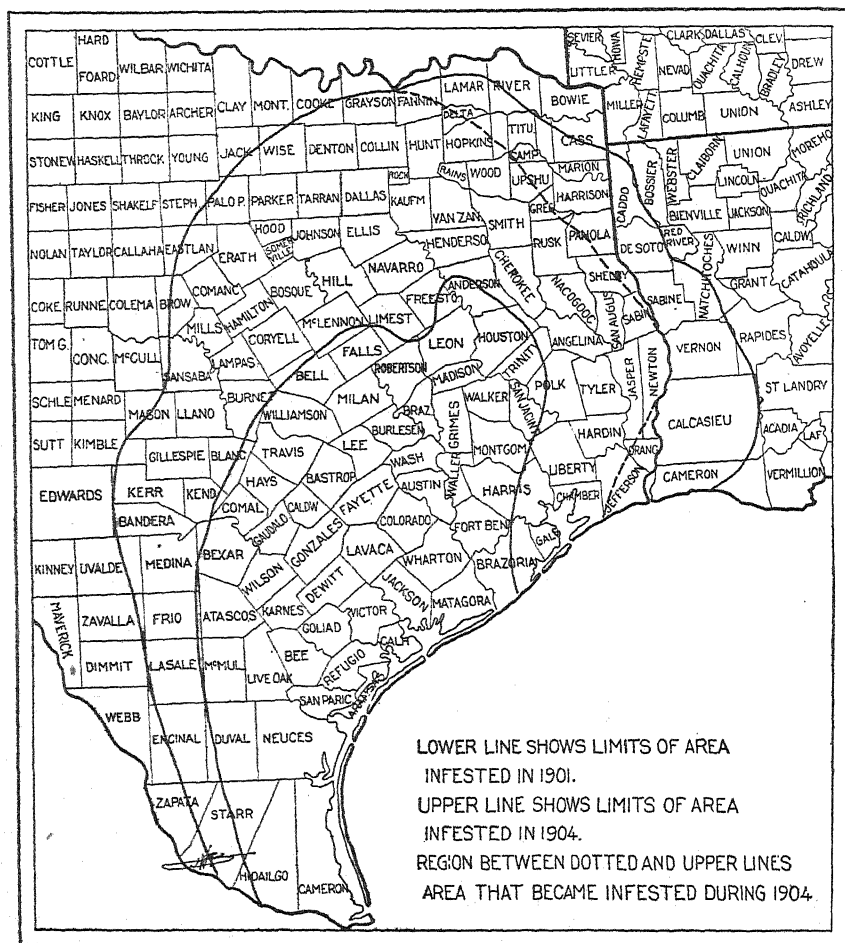 HARD
SEVIER HOWA HEMPSTE CLARK DALLAS CLEV.
COTTLE FOARD WILBAR WICHITA LITTLER NEVAD OUACHITA CALHOUN BRADLEY DREW
KING KNOX BAYLOR ARCHER CLAY MONT. COOKE GRAYSON FANNIN LAMAR RIVER BOWIE MILLER LAFAYETT COLUMB UNION ASHLEY
DELTA TITU CASS
STONEW HASKELL THROCK YOUNG JACK WISE DENTON COLLIN HUNT HOPKINS CAMP MARION CADDO BOSSIER WEBSTER CLAIBORN UNION MOREHO
ROCK RAINS WOOD UPSHU HARRISON LINCOLN OUACHITA RICHLAND
FISHER JONES SHAKELF STEPH. PALO P. PARKER TARRAN DALLAS KAUFM VAN ZAN SMITH GREG BIENVILLE JACKSON
NOLAN TAYLOR CALLAHA EASTLAN ERATH HOOD SOMERVILLE JOHNSON ELLIS HENDERSO RUSK PANOLA DE SOTO RED RIVER NATCHITOCHES WINN CALDW
COMANC BOSQUE HILL NAVARRO ANDERSON CHEROKEE NACOGDOC SHELBY GRANT CATAHOULA
COKE RUNNE COLEMA BROW MILLS HAMILTON CORYELL McLENNON LIMEST FREESTO SAN AUGUS SABIN SABINE
TOM G. CONC. McCULL SANSABA LAMPAS. BELL FALLS LEON HOUSTON TRINITY ANGELINA JASPER NEWTON VERNON RAPIDES AVOYELLE
ROBERTSON MADISON
SCHLE MENARD MASON LLANO BURNE WILLIAMSON MILAN BRAZ GRIMES WALKER SAN JACINT POLK TYLER CALCASIEU ST LANDRY
SUTT KIMBLE GILLESPIE BLANC TRAVIS LEE BURLESEN WASH MONTGOM HARDIN ORANG ACADIA LAF
EDWARDS KERR KEND HAYS BASTROP FAYETTE AUSTIN WALLER HARRIS LIBERTY CHAMBER JEFFERSON CAMERON VERMILLION
BANDERA COMAL CALDW GAUDALO GONZALES COLORADO FORT BEN GALV
KINNEY UVALDE MEDINA BEXAR WILSON LAVACA WHARTON BRAZORIA
MAVERICK ZAVALLA FRIO ATASCOS KARNES DEWITT JACKSON MATAGORA
GOLIAD VICTOR CALH
DIMMIT LASALE McMUL LIVE OAK BEE REFUGIO
WEBB SAN PARIC ARANSAS
ENCINAL DUVAL NEUCES
ZAPATA STARR
HIDAILGO CAMERON
LOWER LINE SHOWS LIMITS OF AREA
INFESTED IN 1901.
UPPER LINE SHOWS LIMITS OF AREA
INFESTED IN 1904.
REGION BETWEEN DOTTED AND UPPER LINES
AREA THAT BECAME INFESTED DURING 1904